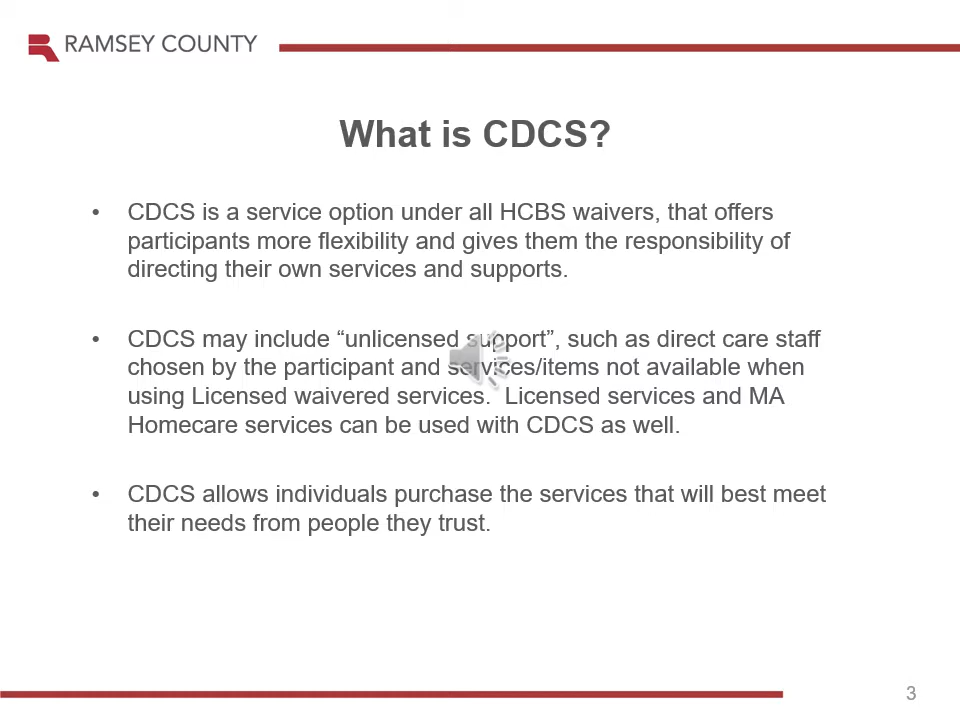 RAMSEY COUNTY
What is CDCS?
• CDCS is a service option under all HCBS waivers, that offers
participants more flexibility and gives them the responsibility of
directing their own services and supports.
• CDCS may include “unlicensed support”, such as direct care staff
chosen by the participant and services/items not available when
using Licensed waivered services.  Licensed services and MA
Homecare services can be used with CDCS as well.
• CDCS allows individuals purchase the services that will best meet
their needs from people they trust.
3